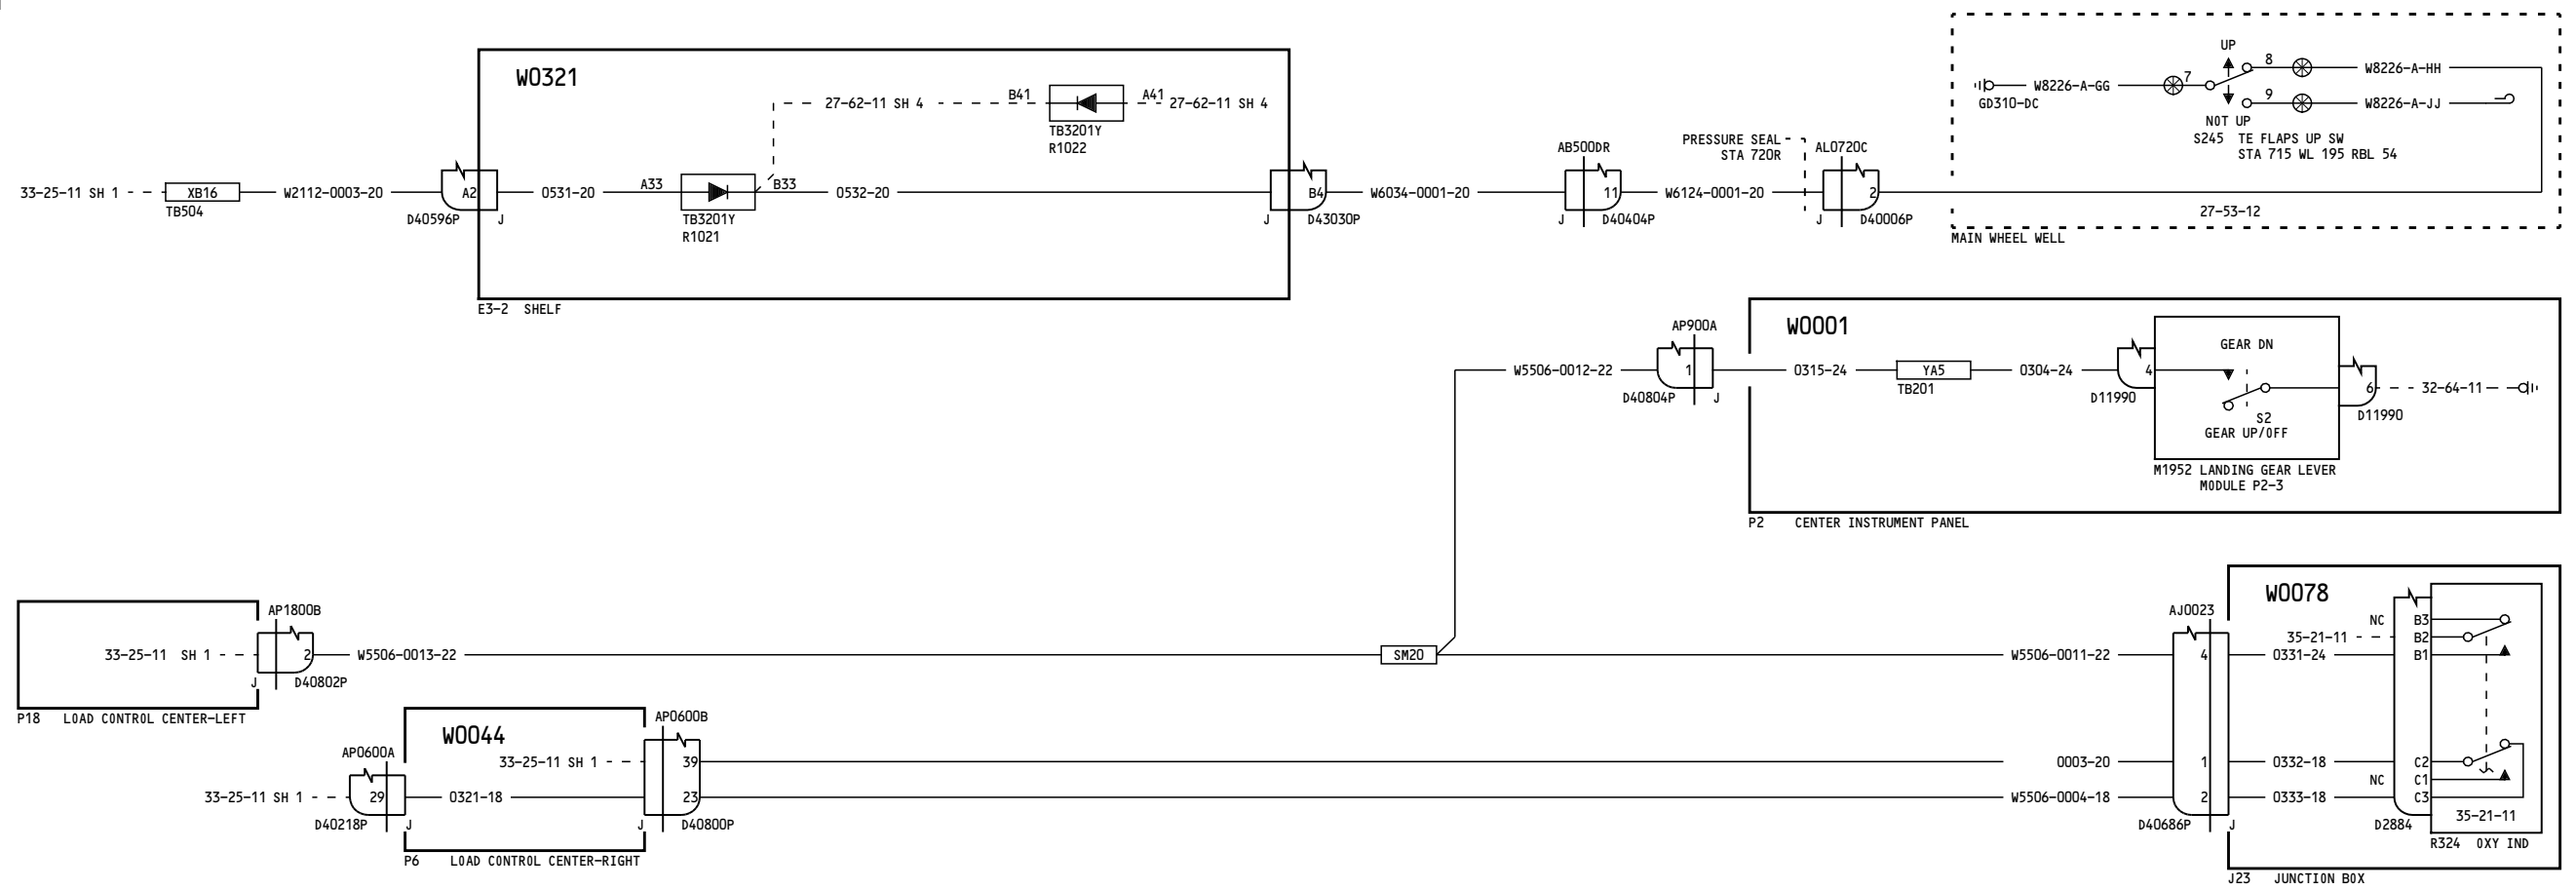 W0321
27-62-11 SH 4
B41
A41
27-62-11 SH 4
TB3201Y
R1022
33-25-11 SH 1
XB16
TB504
W2112-0003-20
A2
D40596P
J
0531-20
A33
TB3201Y
R1021
B33
0532-20
B4
J
D43030P
E3-2 SHELF
W6034-0001-20
AB500DR
11
J
D40404P
W6124-0001-20
PRESSURE SEAL
STA 720R
AL0720C
2
J
D40006P
GD310-DC
W8226-A-GG
7
UP
8
W8226-A-HH
9
W8226-A-JJ
NOT UP
S245 TE FLAPS UP SW
STA 715 WL 195 RBL 54
27-53-12
MAIN WHEEL WELL
W5506-0012-22
AP900A
1
D40804P
J
W0001
0315-24
YA5
TB201
0304-24
4
D11990
GEAR DN
S2
GEAR UP/OFF
6
D11990
32-64-11
M1952 LANDING GEAR LEVER
MODULE P2-3
P2 CENTER INSTRUMENT PANEL
33-25-11 SH 1
AP1800B
2
J
D40802P
P18 LOAD CONTROL CENTER-LEFT
W5506-0013-22
SM20
W5506-0011-22
AJ0023
4
W0078
0331-24
NC
35-21-11
B3
B2
B1
W0044
AP0600A
33-25-11 SH 1
29
D40218P
J
0321-18
33-25-11 SH 1
AP0600B
39
23
J
D40800P
P6 LOAD CONTROL CENTER-RIGHT
0003-20
1
0332-18
C2
NC
C1
W5506-0004-18
2
0333-18
C3
D40686P
J
D2884
35-21-11
R324 OXY IND
J23 JUNCTION BOX